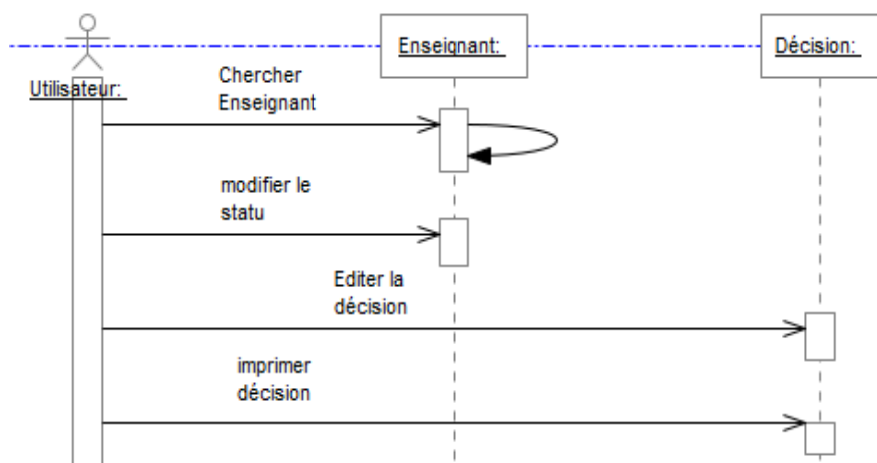 Enseignant:
Décision:
Utilisateur:
Chercher
Enseignant
modifier le
statu
Editer la
décision
imprimer
décision